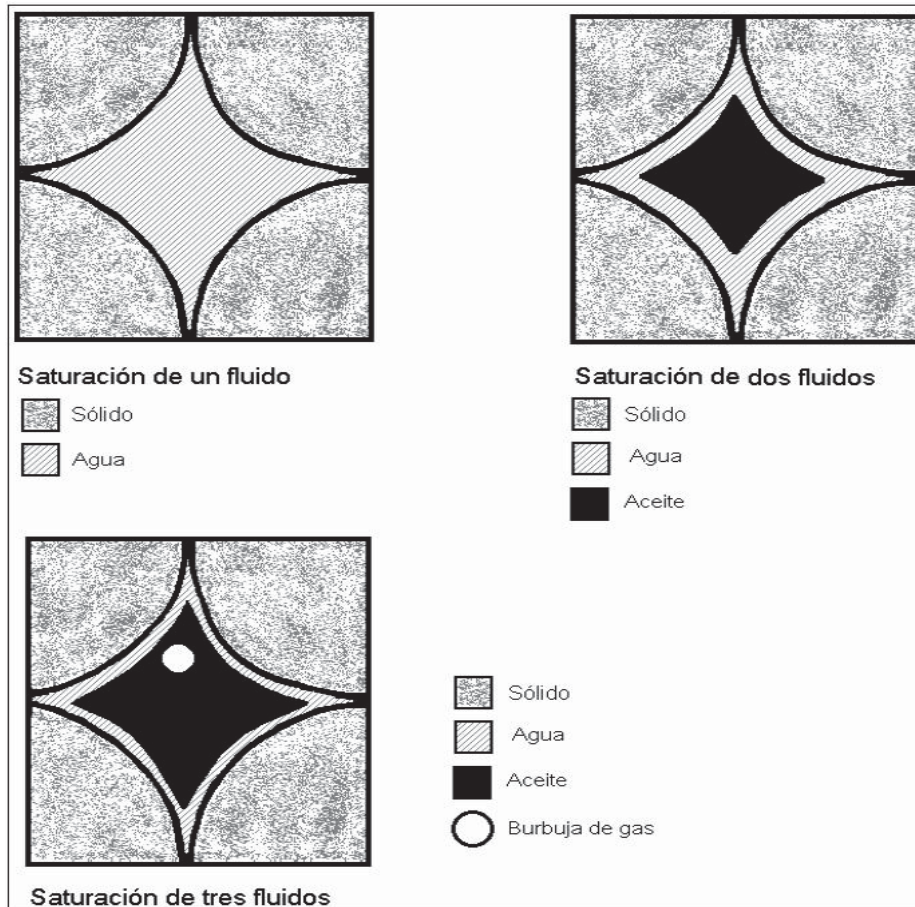 Saturación de un fluido
Sólido
Agua
Saturación de dos fluidos
Sólido
Agua
Aceite
Saturación de tres fluidos
Sólido
Agua
Aceite
Burbuja de gas